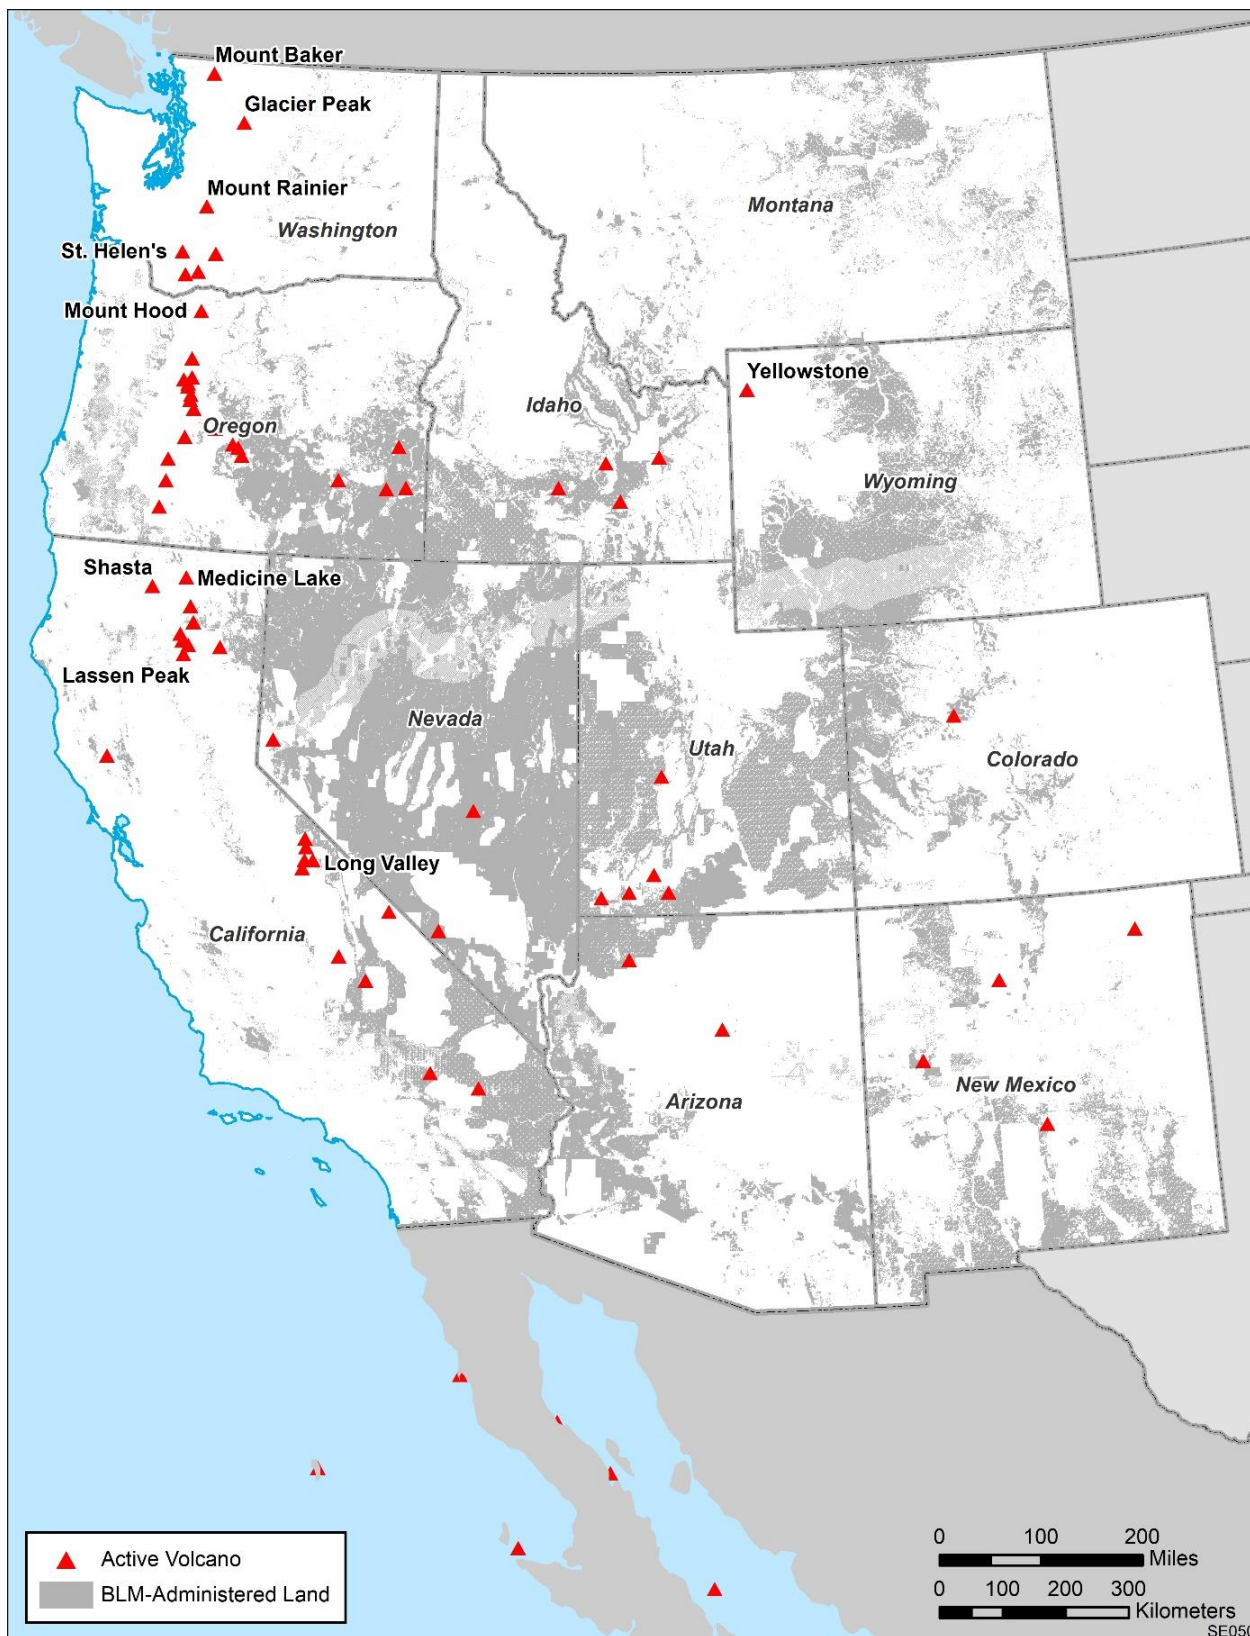 Mount Baker
Glacier Peak
Mount Rainier
Washington
St. Helen's
Mount Hood
Montana
Yellowstone
Idaho
Oregon
Wyoming
Shasta
Medicine Lake
Lassen Peak
Nevada
Utah
Colorado
Long Valley
California
New Mexico
Arizona
Active Volcano
BLM-Administered Land
0 100 200
Miles
0 100 200 300
Kilometers